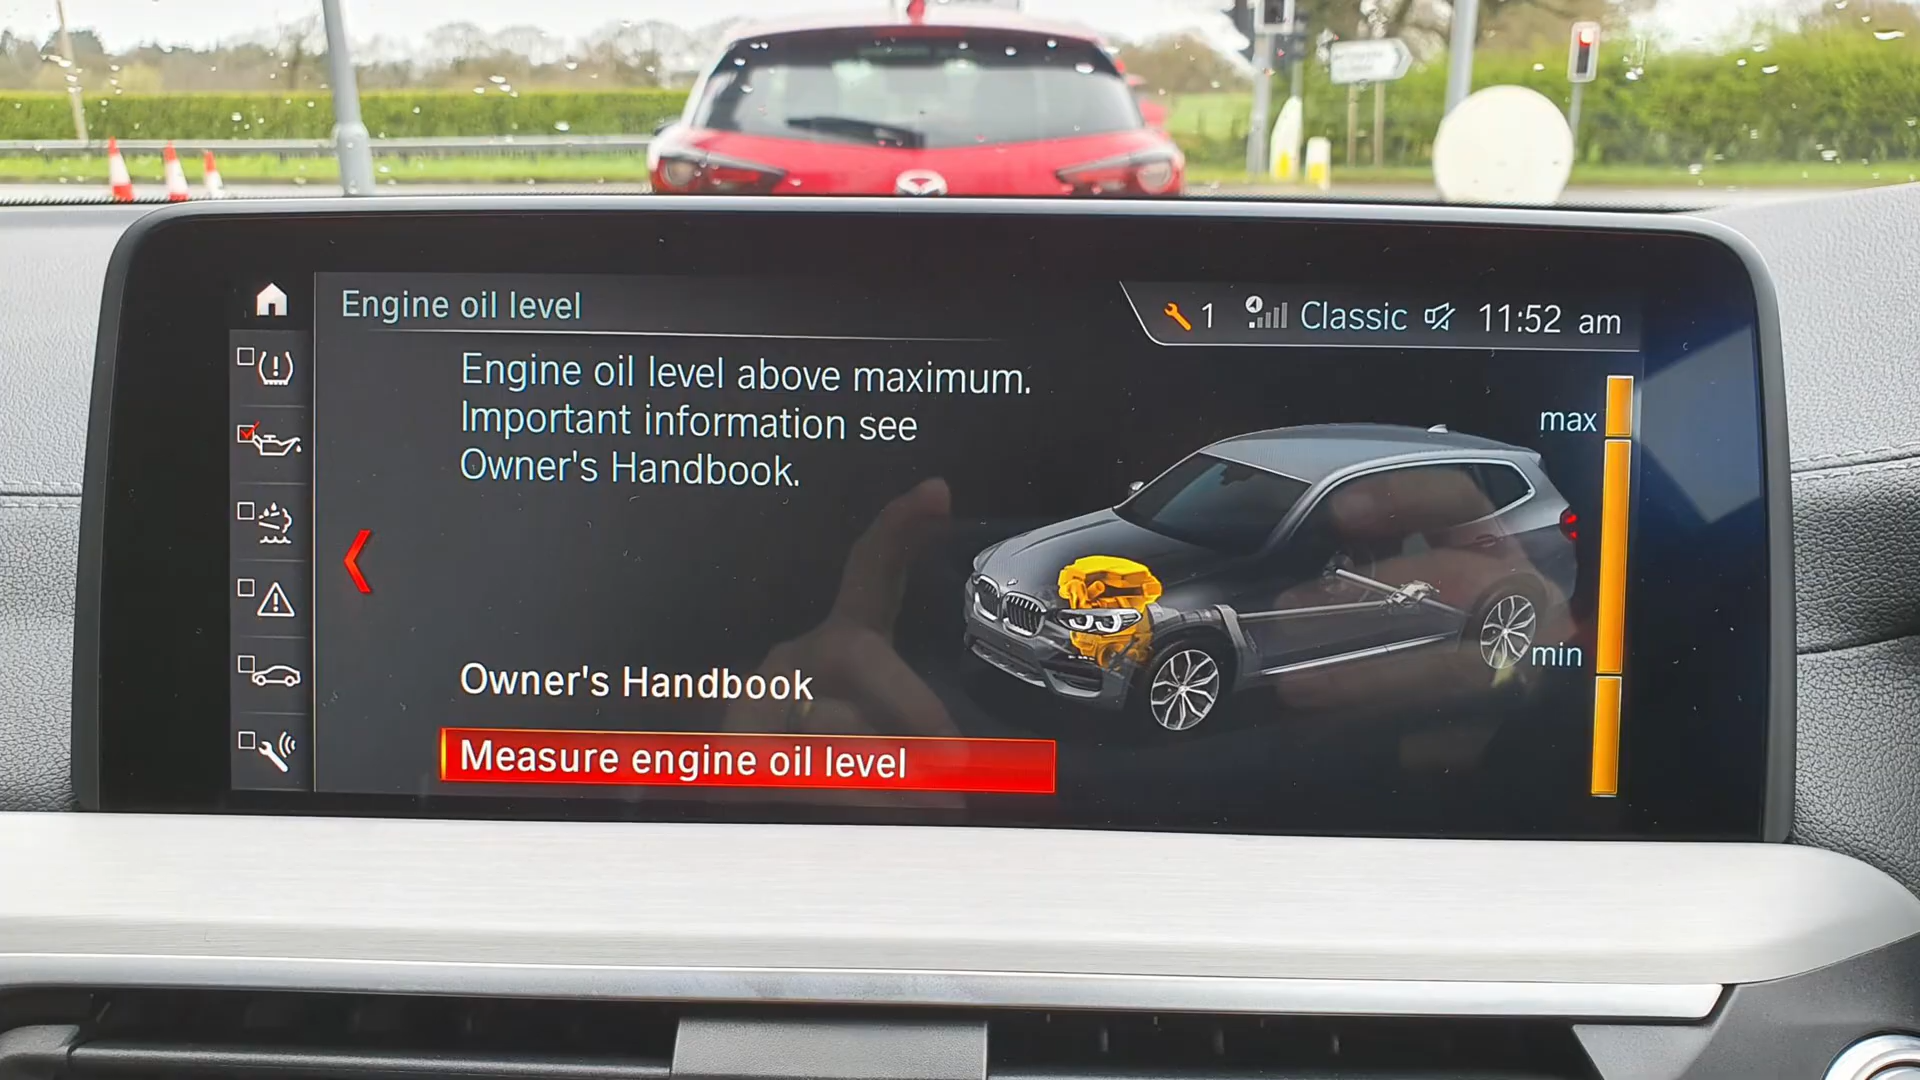 Engine oil level
1 Classic 11:52 am
Engine oil level above maximum.
Important information see
Owner's Handbook.
max
min
Owner's Handbook
Measure engine oil level